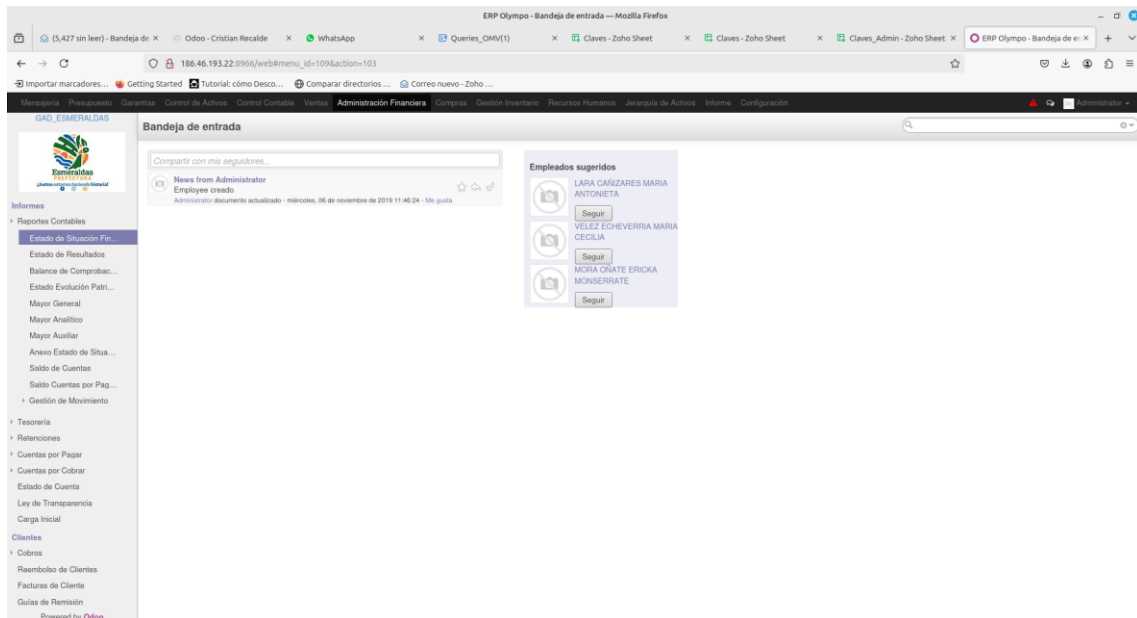 ERP Olympo - Bandeja de entrada — Mozilla Firefox
(5,427 sin leer) - Bandeja de
Odoo - Cristian Recalde
WhatsApp
Queries_OMV(1)
Claves - Zoho Sheet
Claves - Zoho Sheet
Claves_Admin - Zoho Sheet
ERP Olympo - Bandeja de e
186.46.193.22:8966/web#menu_id=109&action=103
Importar marcadores...
Getting Started
Tutorial: cómo Desco...
Comparar directorios ...
Correo nuevo - Zoho ...
Mensajería Presupuesto Garantías Control de Activos Control Contable Ventas Administración Financiera Compras Gestión Inventario Recursos Humanos Jerarquía de Activos Informe Configuración
Administrator
GAD_ESMERALDAS
Esmeraldas
PREFECTURA
Informes
Reportes Contables
Estado de Situación Fin...
Estado de Resultados
Balance de Comprobac...
Estado Evolución Patri...
Mayor General
Mayor Analítico
Mayor Auxiliar
Anexo Estado de Situa...
Saldo de Cuentas
Saldo Cuentas por Pag...
Gestión de Movimiento
Tesorería
Retenciones
Cuentas por Pagar
Cuentas por Cobrar
Estado de Cuenta
Ley de Transparencia
Carga Inicial
Clientes
Cobros
Reembolso de Clientes
Facturas de Cliente
Guías de Remisión
Powered by Odoo
Bandeja de entrada
Compartir con mis seguidores...
News from Administrator
Employee creado
Administrator documento actualizado - miércoles, 06 de noviembre de 2019 11:46:24 - Me gusta
Empleados sugeridos
LARA CAÑIZARES MARIA
ANTONIETA
Seguir
VELEZ ECHEVERRIA MARIA
CECILIA
Seguir
MORA OÑATE ERICKA
MONSERRATE
Seguir